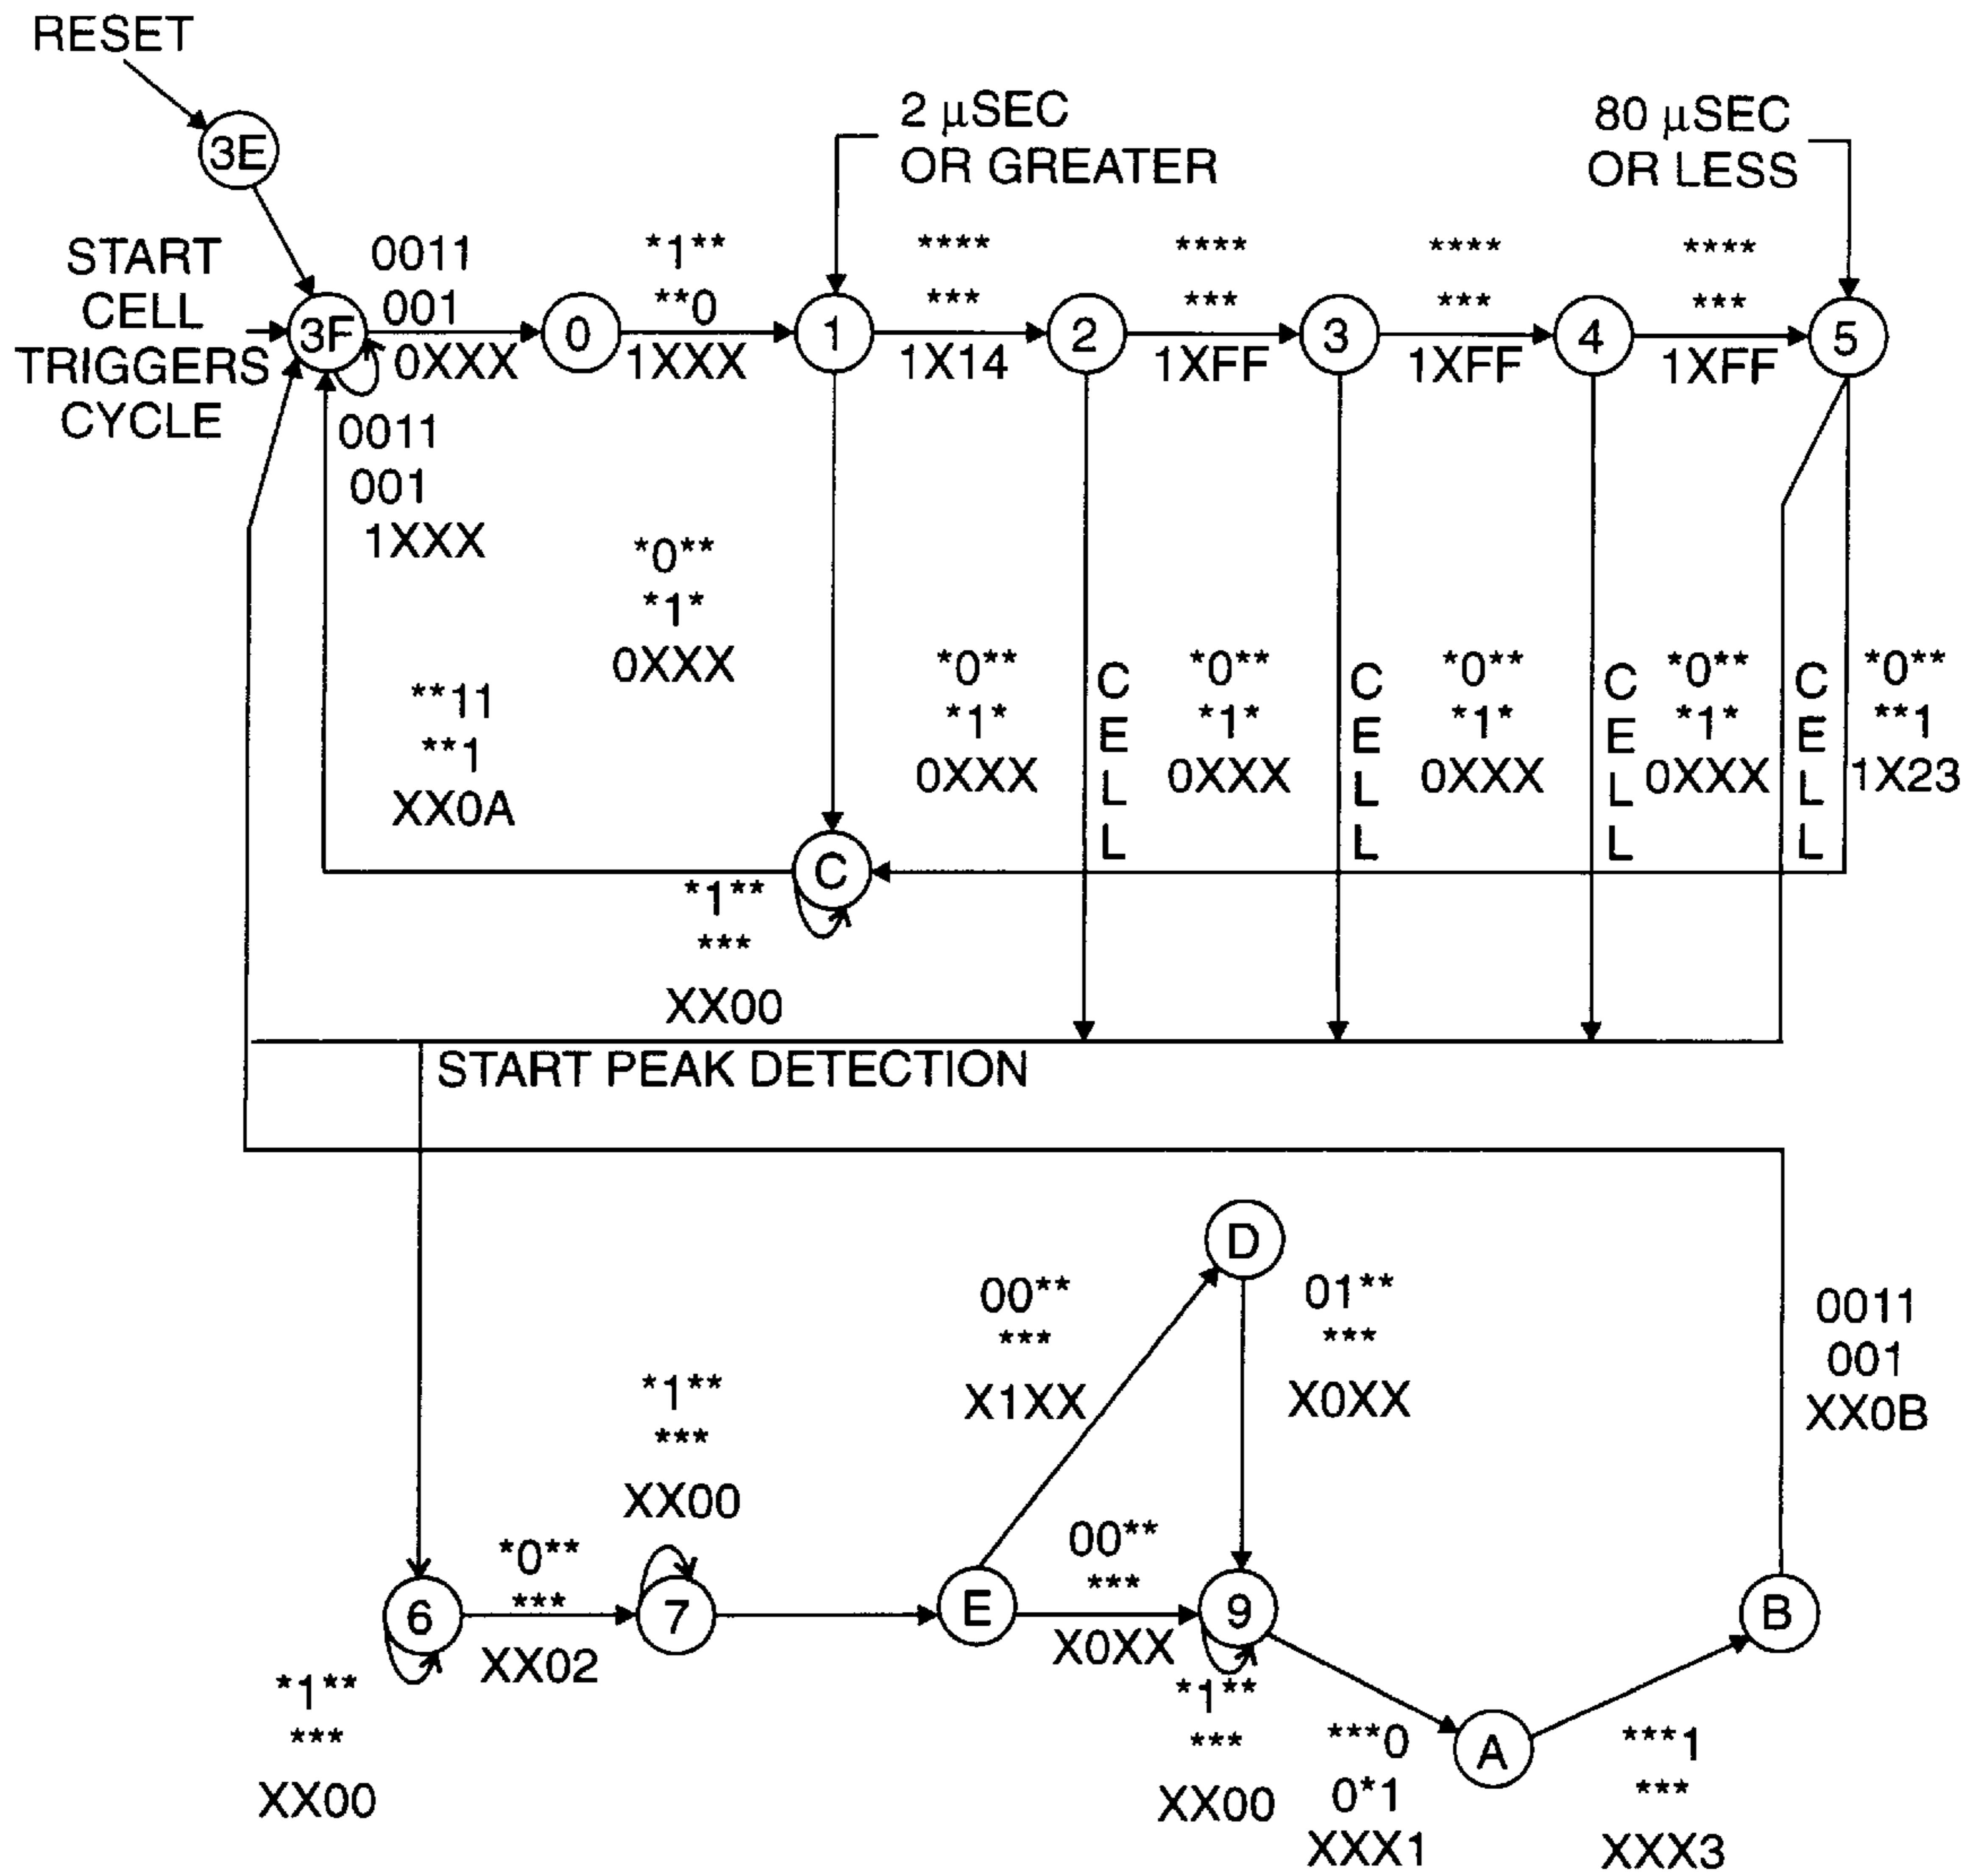 RESET
3E
2 µSEC
OR GREATER
80 µSEC
OR LESS
START
CELL
TRIGGERS
CYCLE
3F
0011
001
0XXX
0
*1**
**0
1XXX
1
****
***
1X14
2
****
***
1XFF
3
****
***
1XFF
4
****
***
1XFF
5
0011
001
1XXX
*0**
*1*
0XXX
**11
**1
XX0A
*0**
*1*
0XXX
CELL
*0**
*1*
0XXX
CELL
*0**
*1*
0XXX
CELL
*0**
*1*
0XXX
CELL
*0**
**1
1X23
C
*1**
***
XX00
START PEAK DETECTION
D
00**
***
X1XX
01**
***
X0XX
0011
001
XX0B
*1**
***
XX00
6
*0**
***
XX02
7
E
00**
***
X0XX
9
B
*1**
***
XX00
*1**
***
XX00
***0
0*1
XXX1
A
***1
***
XXX3